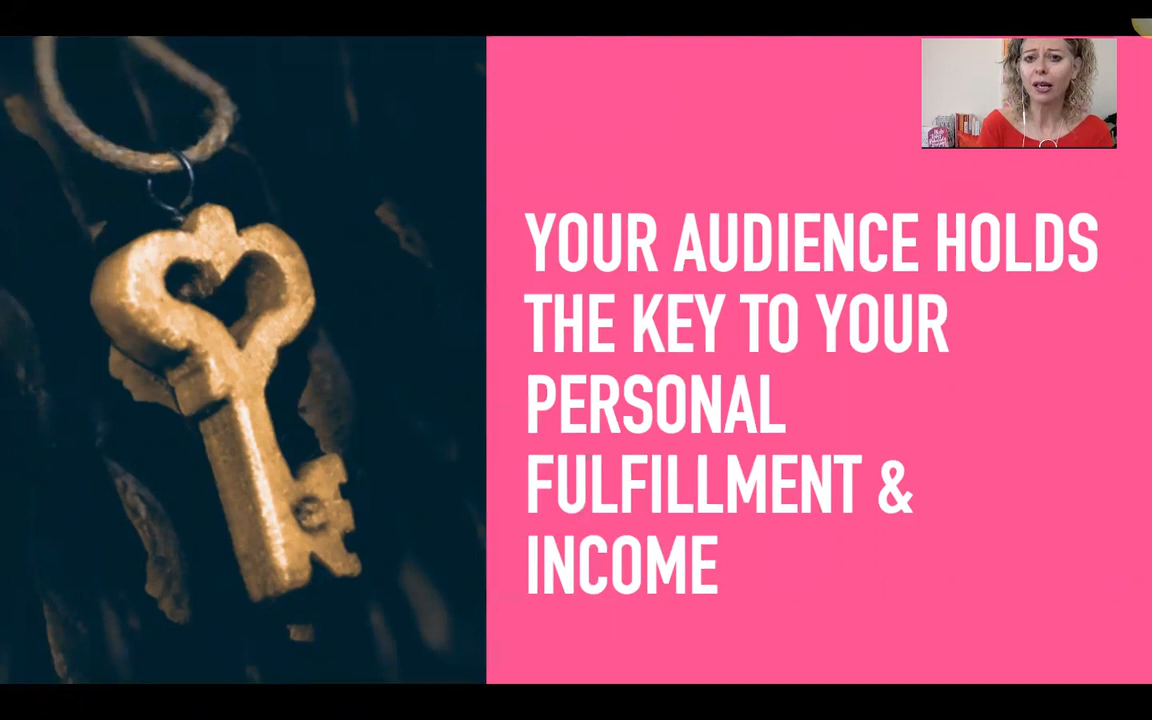 YOUR AUDIENCE HOLDS
THE KEY TO YOUR
PERSONAL
FULFILLMENT &
INCOME